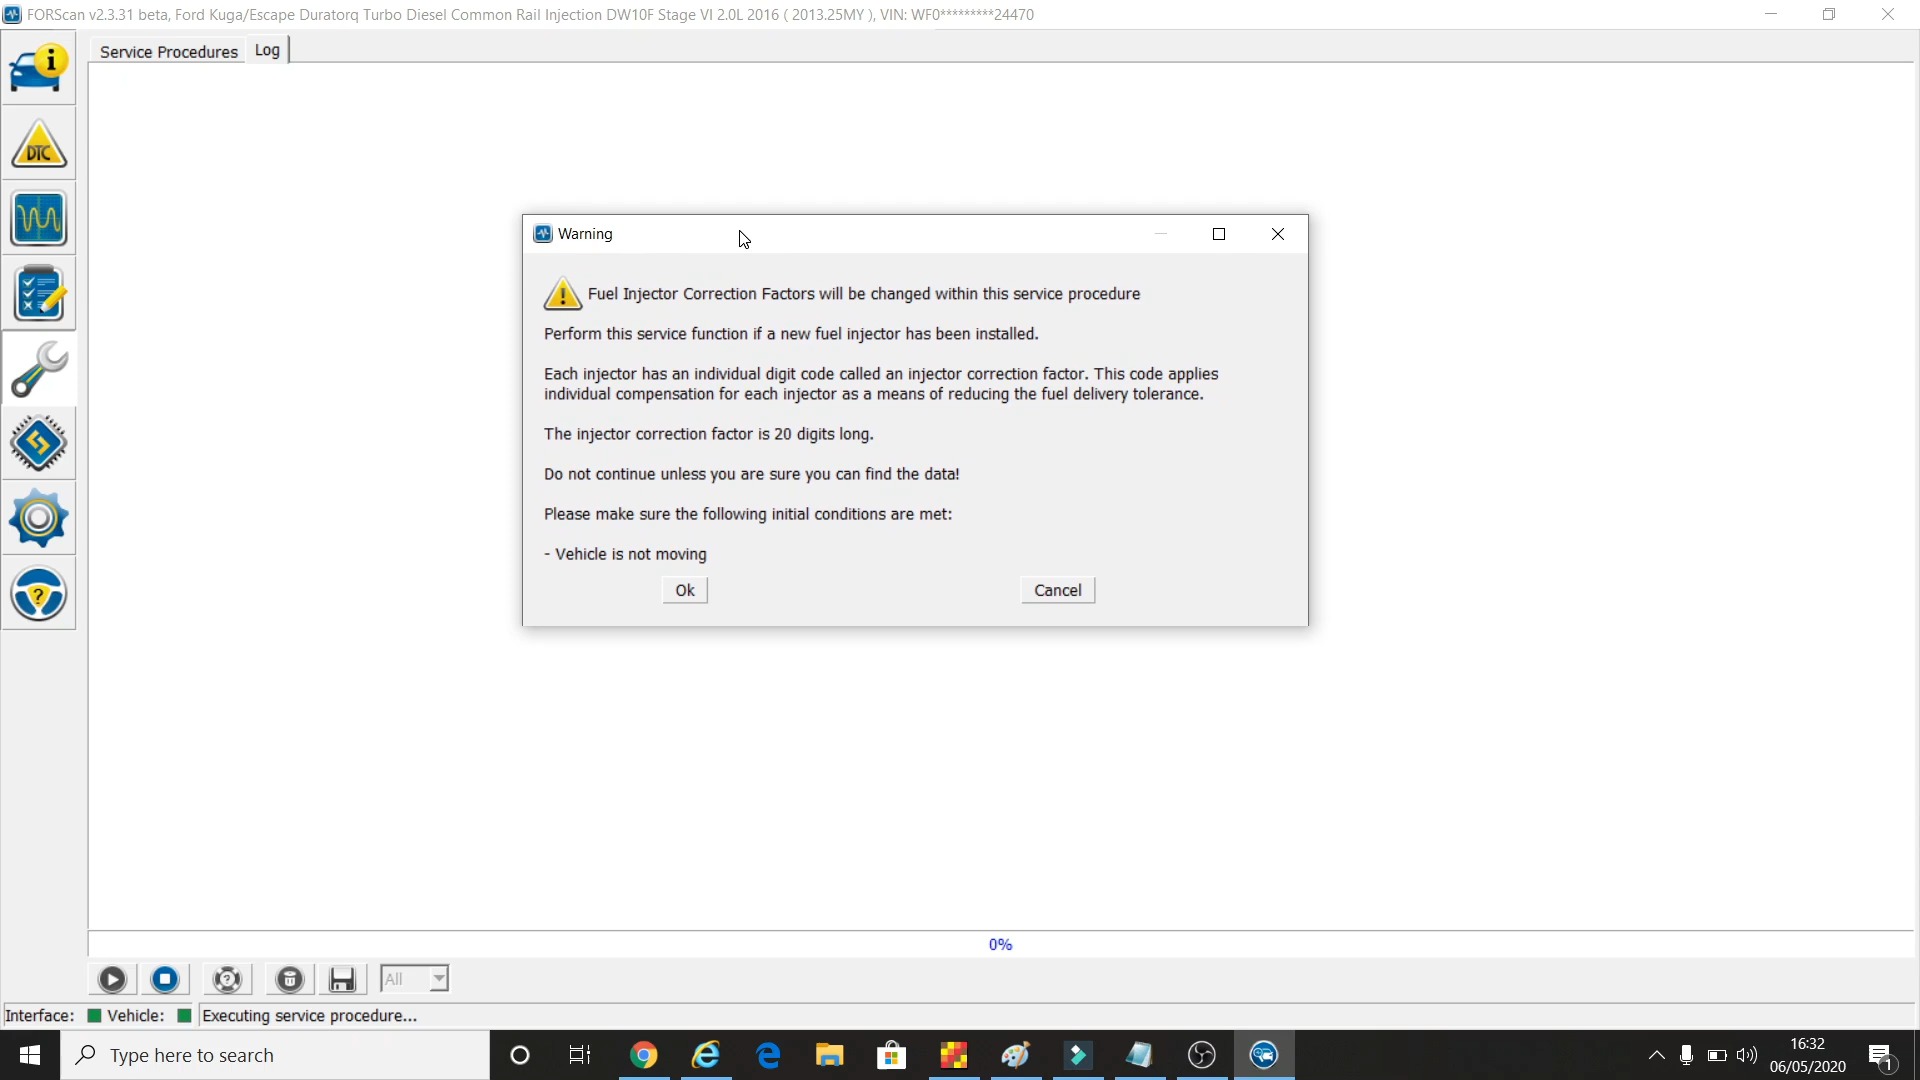 FORScan v2.3.31 beta, Ford Kuga/Escape Duratorq Turbo Diesel Common Rail Injection DW10F Stage VI 2.0L 2016 ( 2013.25MY ), VIN: WF0*********24470
Service Procedures
Log
i
DTC
Warning
Fuel Injector Correction Factors will be changed within this service procedure
Perform this service function if a new fuel injector has been installed.
Each injector has an individual digit code called an injector correction factor. This code applies
individual compensation for each injector as a means of reducing the fuel delivery tolerance.
The injector correction factor is 20 digits long.
Do not continue unless you are sure you can find the data!
Please make sure the following initial conditions are met:
- Vehicle is not moving
Ok
Cancel
?
0%
?
All
Interface:
Vehicle:
Executing service procedure...
Type here to search
16:32
06/05/2020
1